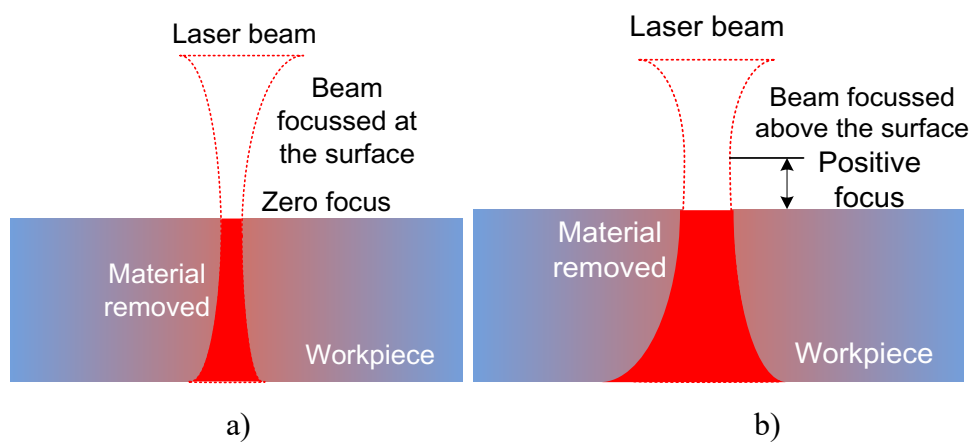 Laser beam
Beam
focussed at
the surface
Zero focus
Material
removed
Workpiece
a)
Laser beam
Beam focussed
above the surface
Positive
focus
Material
removed
Workpiece
b)